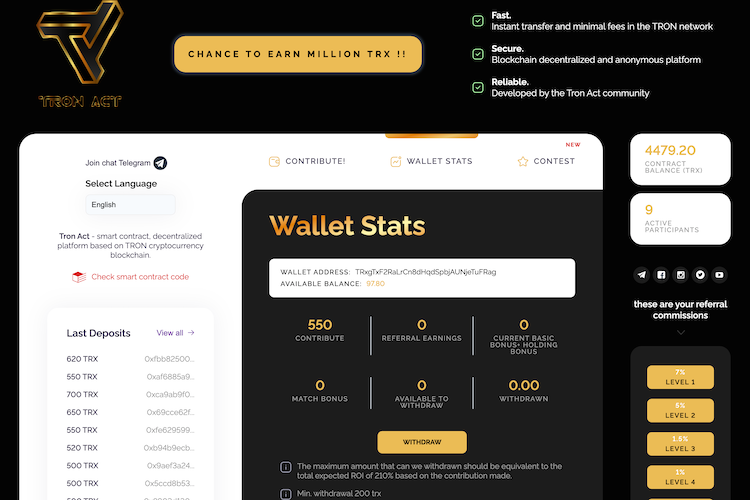 TRON ACT
CHANCE TO EARN MILLION TRX !!
Fast.
Instant transfer and minimal fees in the TRON network
Secure.
Blockchain decentralized and anonymous platform
Reliable.
Developed by the Tron Act community
Join chat Telegram
Select Language
English
Tron Act - smart contract, decentralized
platform based on TRON cryptocurrency
blockchain.
Check smart contract code
Last Deposits
View all →
620 TRX 0xfbb82500...
550 TRX 0xaf6885a9...
700 TRX 0xca9ab9f0...
650 TRX 0x69cce62f...
550 TRX 0xfe629599...
520 TRX 0xb94b9ecb...
500 TRX 0x9aef3a24...
500 TRX 0x5ccd8b53...
CONTRIBUTE!
WALLET STATS
NEW
CONTEST
Wallet Stats
WALLET ADDRESS: TRxgTxF2RaLrCn8dHqdSpbjAUNjeTuFRag
AVAILABLE BALANCE: 97.80
550
CONTRIBUTE
0
REFERRAL EARNINGS
0
CURRENT BASIC
BONUS+ HOLDING
BONUS
0
MATCH BONUS
0
AVAILABLE TO
WITHDRAW
0.00
WITHDRAWN
WITHDRAW
The maximum amount that can we withdrawn should be equivalent to the
total expected ROI of 210% based on the contribution made.
Min. withdrawal 200 trx
4479.20
CONTRACT
BALANCE (TRX)
9
ACTIVE
PARTICIPANTS
these are your referral
commissions
7%
LEVEL 1
5%
LEVEL 2
1.5%
LEVEL 3
1%
LEVEL 4